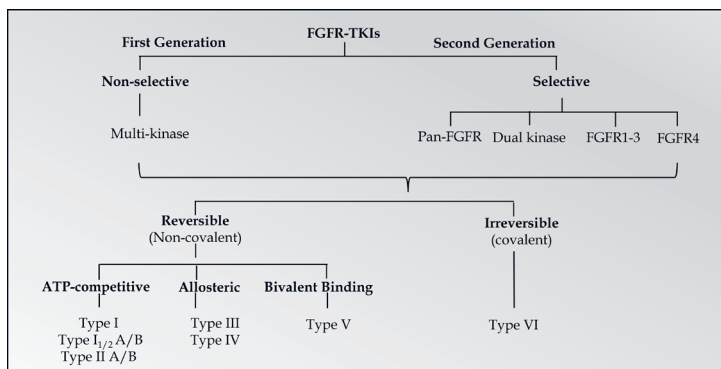 FGFR-TKIs
First Generation
Second Generation
Non-selective
Selective
Multi-kinase
Pan-FGFR
Dual kinase
FGFR1-3
FGFR4
Reversible
(Non-covalent)
Irreversible
(covalent)
ATP-competitive
Allosteric
Bivalent Binding
Type I
Type I1/2 A/B
Type II A/B
Type III
Type IV
Type V
Type VI